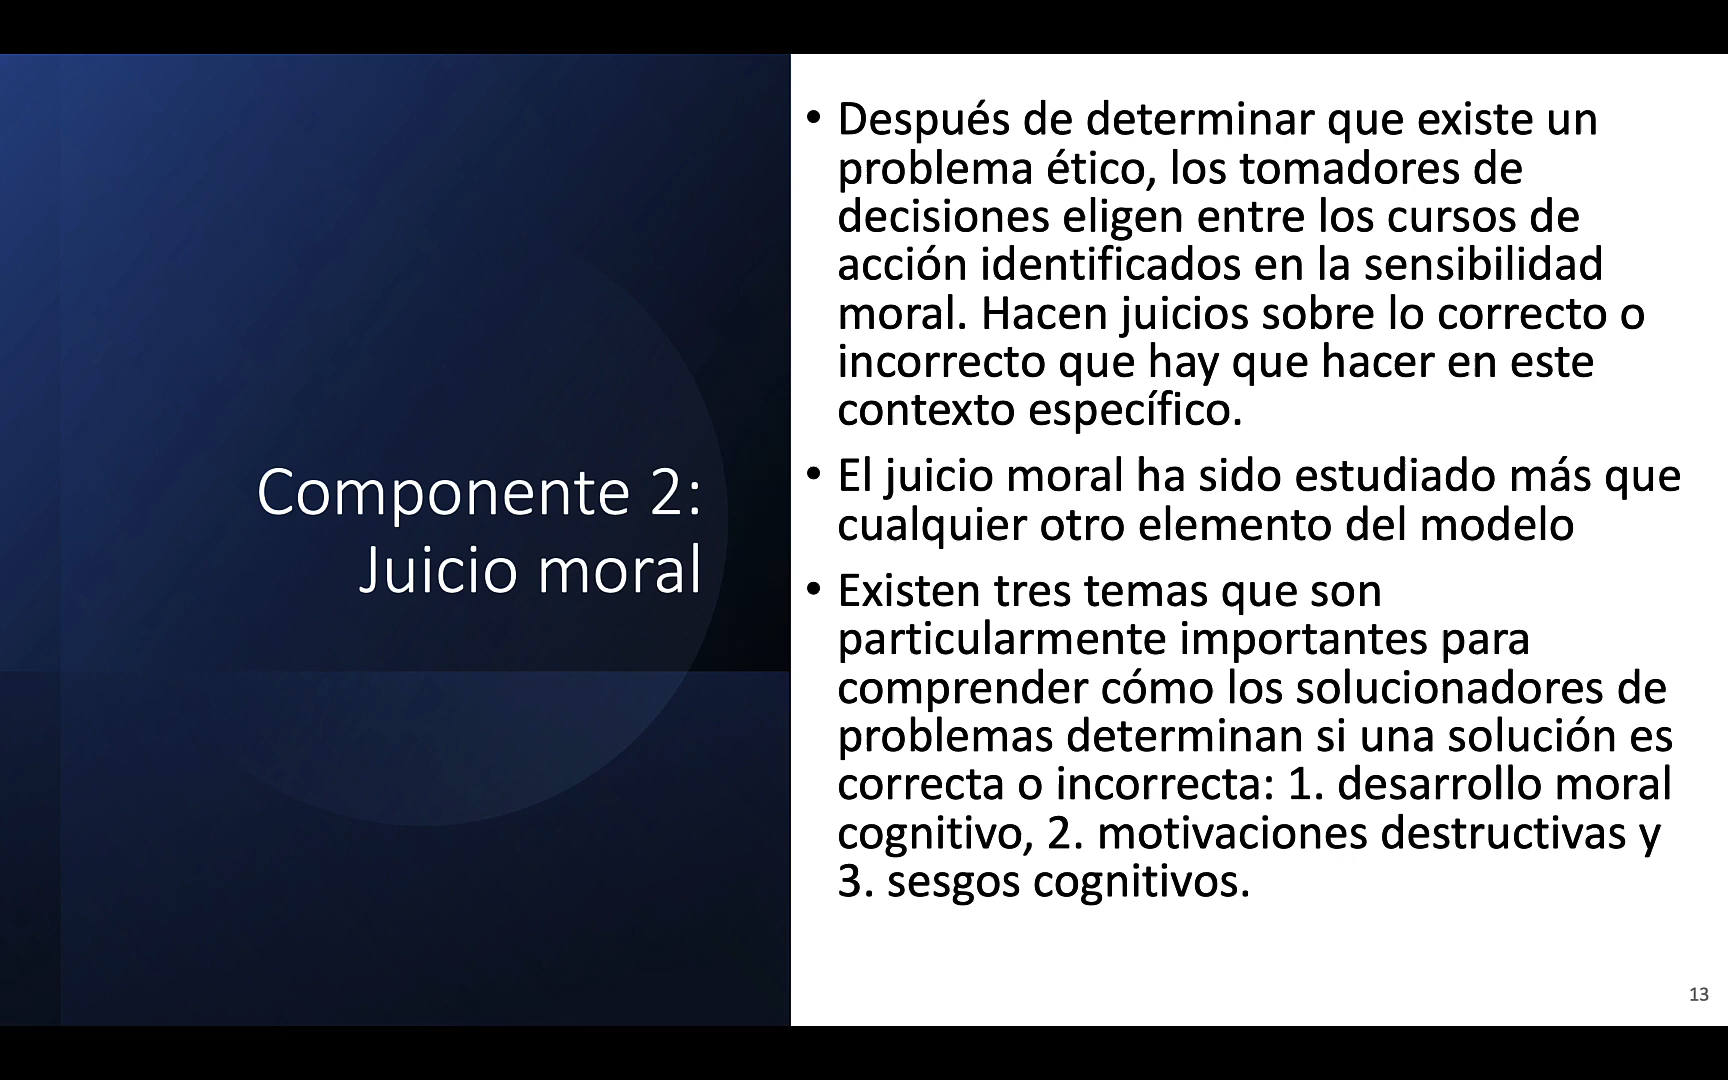 Componente 2:
Juicio moral
• Después de determinar que existe un
problema ético, los tomadores de
decisiones eligen entre los cursos de
acción identificados en la sensibilidad
moral. Hacen juicios sobre lo correcto o
incorrecto que hay que hacer en este
contexto específico.
• El juicio moral ha sido estudiado más que
cualquier otro elemento del modelo
• Existen tres temas que son
particularmente importantes para
comprender cómo los solucionadores de
problemas determinan si una solución es
correcta o incorrecta: 1. desarrollo moral
cognitivo, 2. motivaciones destructivas y
3. sesgos cognitivos.
13